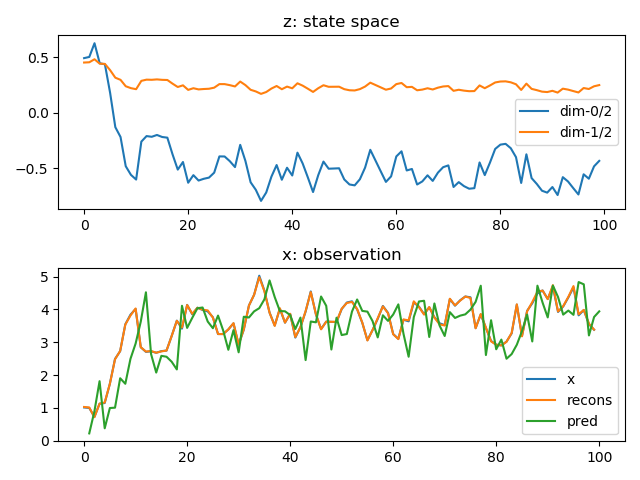 z: state space
0.5
0.0
−0.5
dim-0/2
dim-1/2
0 20 40 60 80 100
x: observation
5
4
3
2
1
0
x
recons
pred
0 20 40 60 80 100